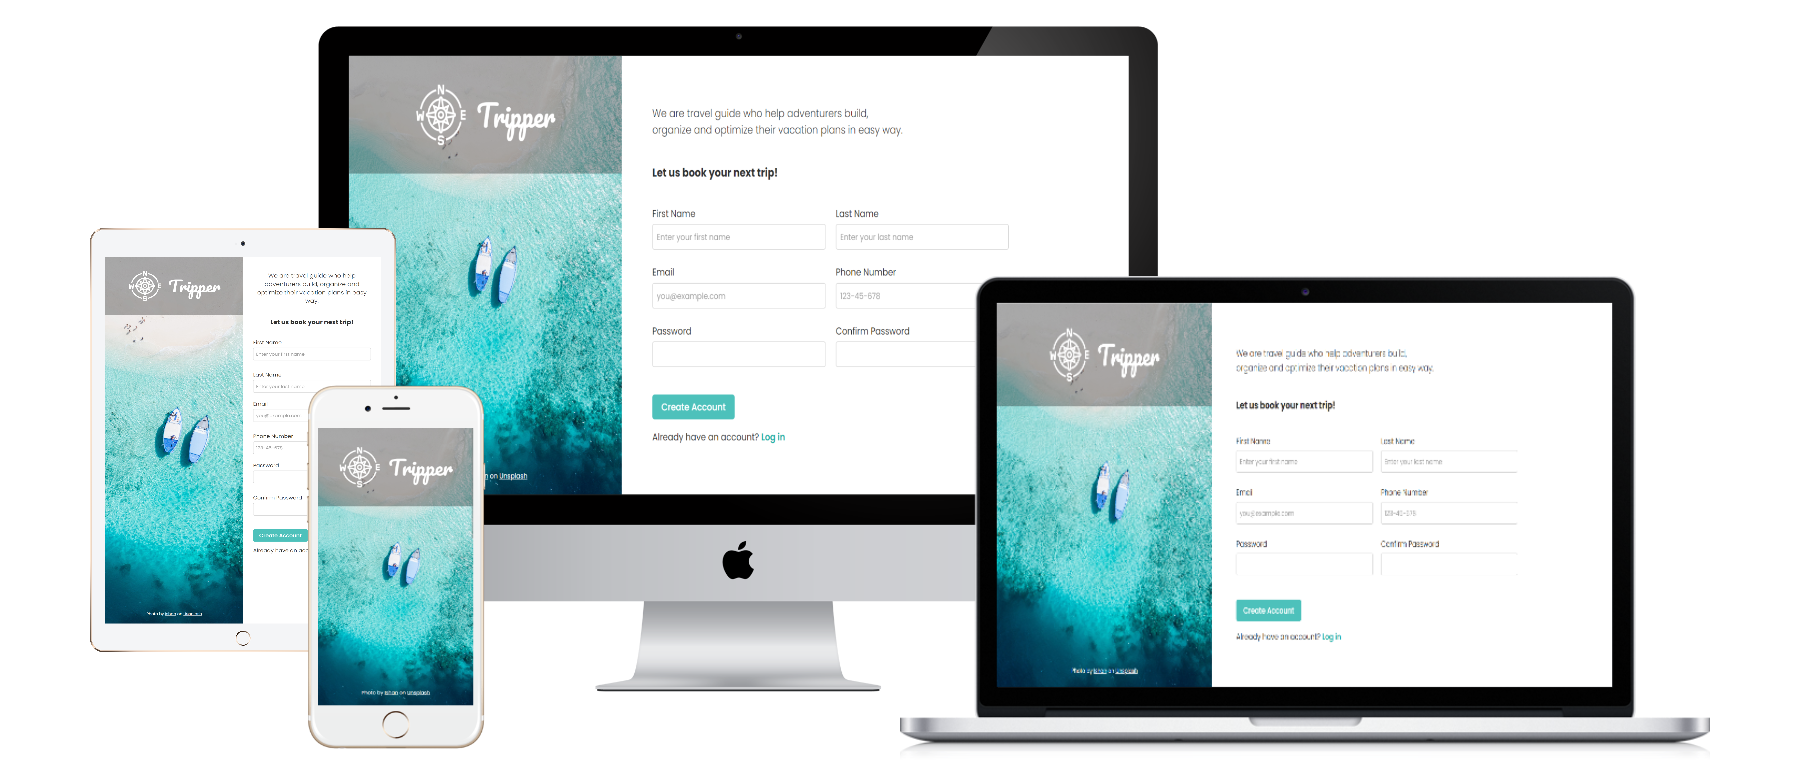 N
W E
S
Tripper
We are travel guide who help adventurers build,
organize and optimize their vacation plans in easy way.
Let us book your next trip!
First Name
Last Name
Enter your first name
Enter your last name
Email
Phone Number
you@example.com
123-45-678
Password
Confirm Password
Create Account
Already have an account? Log in
on Unsplash
N
W E
S
Tripper
We are travel guide who help
adventurers build, organize and
optimize their vacation plans in easy
way.
Let us book your next trip!
First Name
Enter your first name
Last Name
Enter your last name
Email
you@example.com
Phone Number
123-45-678
Password
Confirm Password
Create Account
Already have an acc
Photo by Ishan on Unsplash
N
W E
S
Tripper
Photo by Ishan on Unsplash
N
W E
S
Tripper
We are travel guide who help adventurers build,
organize and optimize their vacation plans in easy way.
Let us book your next trip!
First Name
Last Name
Enter your first name
Enter your last name
Email
Phone Number
you@example.com
123-45-678
Password
Confirm Password
Create Account
Already have an account? Log in
Photo by Ishan on Unsplash